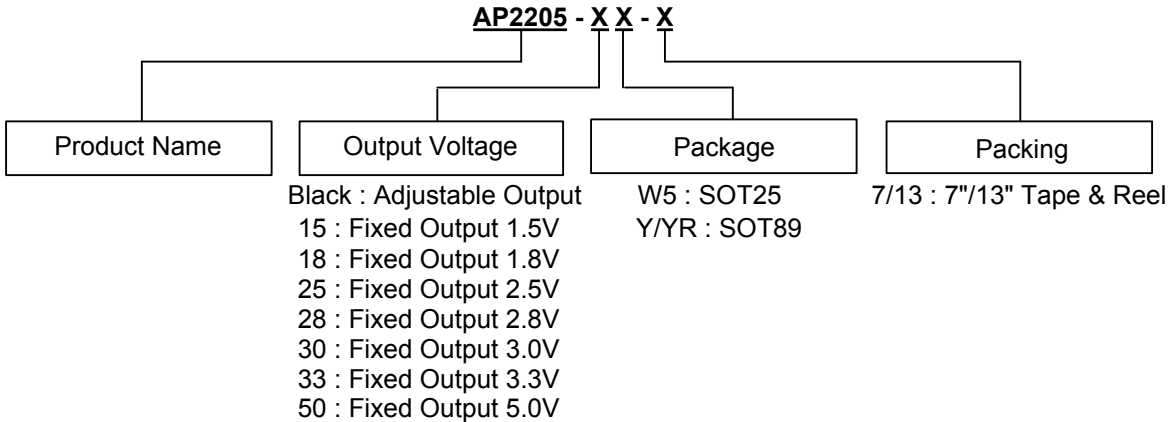 AP2205 - X X - X
Product Name
Output Voltage
Package
Packing
Black : Adjustable Output
15 : Fixed Output 1.5V
18 : Fixed Output 1.8V
25 : Fixed Output 2.5V
28 : Fixed Output 2.8V
30 : Fixed Output 3.0V
33 : Fixed Output 3.3V
50 : Fixed Output 5.0V
W5 : SOT25
Y/YR : SOT89
7/13 : 7"/13" Tape & Reel